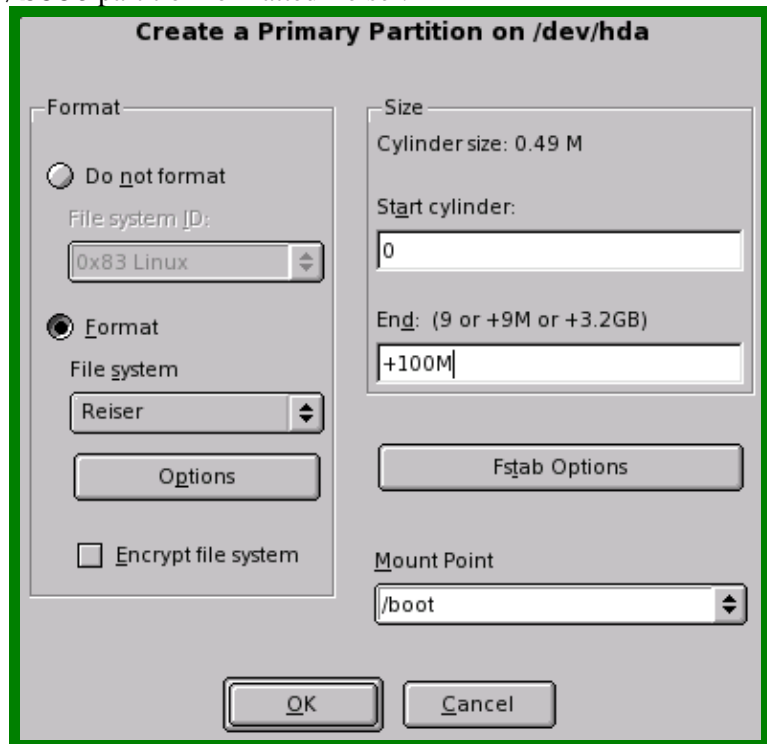 Create a Primary Partition on /dev/hda
Format
Do not format
File system ID:
0x83 Linux
Format
File system
Reiser
Options
Encrypt file system
Size
Cylinder size: 0.49 M
Start cylinder:
0
End: (9 or +9M or +3.2GB)
+100M
Fstab Options
Mount Point
/boot
OK
Cancel